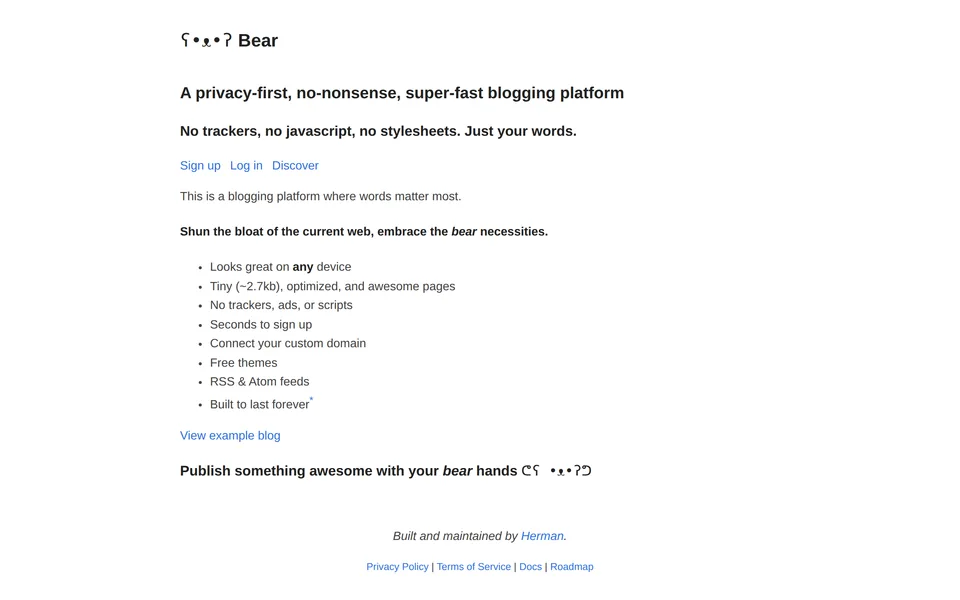 ʕ•ᴥ•ʔ Bear
A privacy-first, no-nonsense, super-fast blogging platform
No trackers, no javascript, no stylesheets. Just your words.
Sign up Log in Discover
This is a blogging platform where words matter most.
Shun the bloat of the current web, embrace the bear necessities.
• Looks great on any device
• Tiny (~2.7kb), optimized, and awesome pages
• No trackers, ads, or scripts
• Seconds to sign up
• Connect your custom domain
• Free themes
• RSS & Atom feeds
• Built to last forever*
View example blog
Publish something awesome with your bear hands ᕦʕ •ᴥ•ʔᕤ
Built and maintained by Herman.
Privacy Policy | Terms of Service | Docs | Roadmap